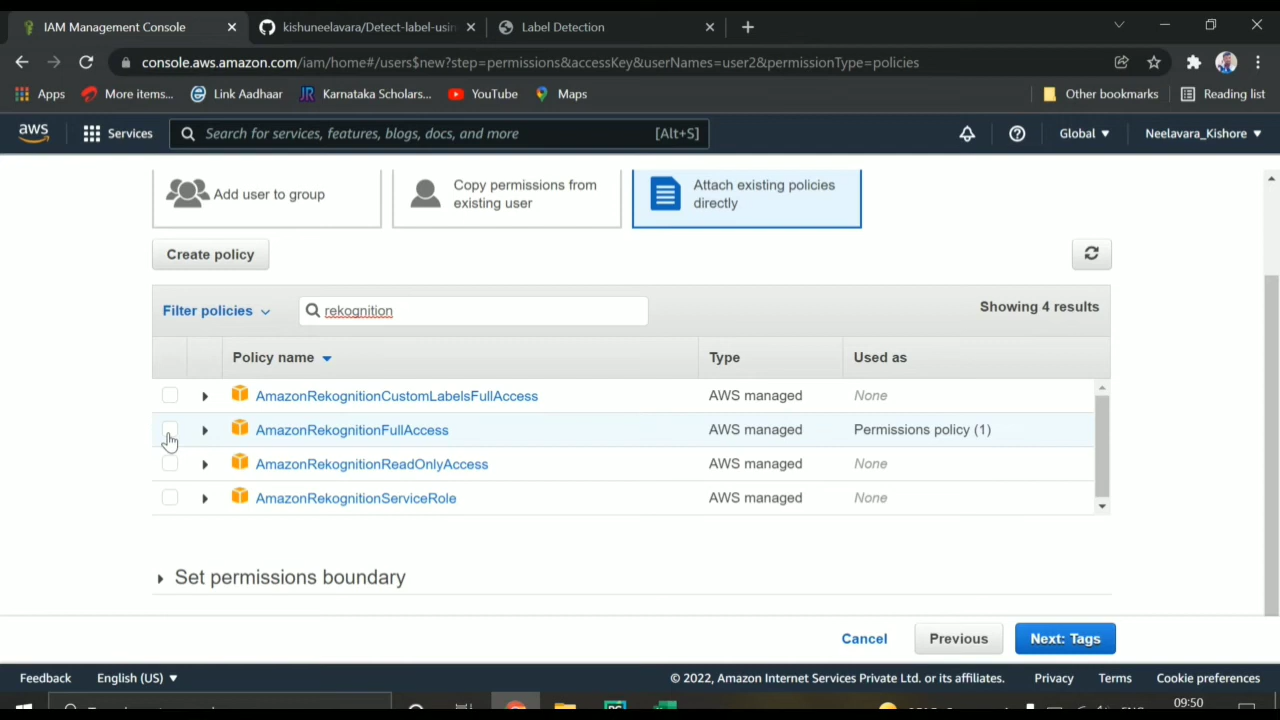 IAM Management Console
kishuneelavara/Detect-label-usin
Label Detection
console.aws.amazon.com/iam/home#/users$new?step=permissions&accessKey&userNames=user2&permissionType=policies
Apps
More items...
Link Aadhaar
JR
Karnataka Scholars...
YouTube
Maps
Other bookmarks
Reading list
aws
Services
Search for services, features, blogs, docs, and more
[Alt+S]
Global
Neelavara_Kishore
Add user to group
Copy permissions from
existing user
Attach existing policies
directly
Create policy
Filter policies
rekognition
Showing 4 results
Policy name
Type
Used as
AmazonRekognitionCustomLabelsFullAccess
AWS managed
None
AmazonRekognitionFullAccess
AWS managed
Permissions policy (1)
AmazonRekognitionReadOnlyAccess
AWS managed
None
AmazonRekognitionServiceRole
AWS managed
None
Set permissions boundary
Cancel
Previous
Next: Tags
Feedback
English (US)
© 2022, Amazon Internet Services Private Ltd. or its affiliates.
Privacy
Terms
Cookie preferences
09:50